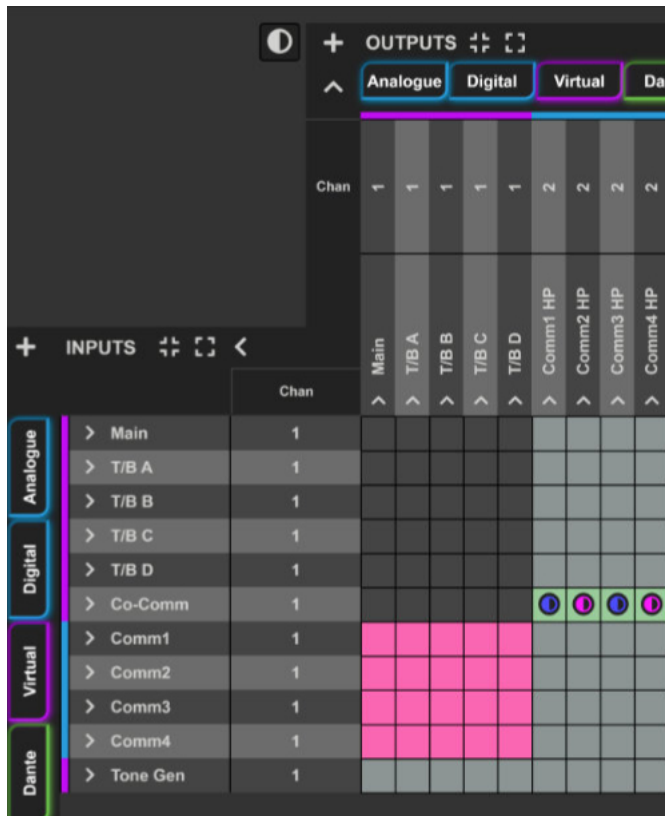 OUTPUTS
Analogue Digital Virtual Da
Chan 1 1 1 1 1 2 2 2 2
Main T/B A T/B B T/B C T/B D Comm1 HP Comm2 HP Comm3 HP Comm4 HP
INPUTS
Chan
Analogue
Digital
Virtual
Dante
Main 1
T/B A 1
T/B B 1
T/B C 1
T/B D 1
Co-Comm 1
Comm1 1
Comm2 1
Comm3 1
Comm4 1
Tone Gen 1